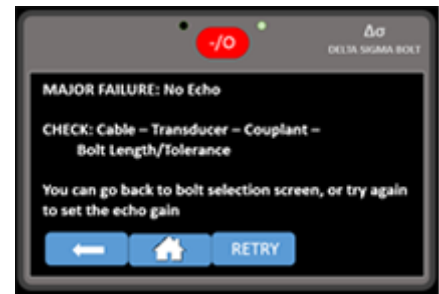 -/O
Δσ
DELTA SIGMA BOLT
MAJOR FAILURE: No Echo
CHECK: Cable – Transducer – Couplant –
Bolt Length/Tolerance
You can go back to bolt selection screen, or try again
to set the echo gain
RETRY